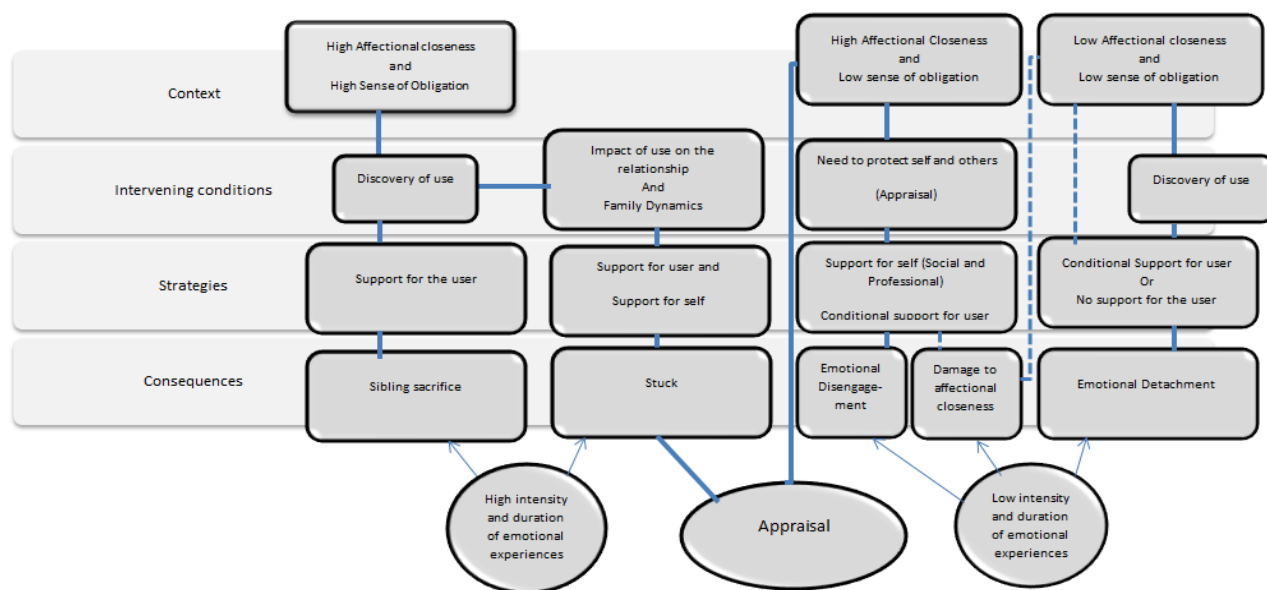 High Affectional closeness
and
High Sense of Obligation
High Affectional Closeness
and
Low sense of obligation
Low Affectional closeness
and
Low sense of obligation
Context
Intervening conditions
Discovery of use
Impact of use on the
relationship
And
Family Dynamics
Need to protect self and others
(Appraisal)
Discovery of use
Strategies
Support for the user
Support for user and
Support for self
Support for self (Social and
Professional)
Conditional support for user
Conditional Support for user
Or
No support for the user
Consequences
Sibling sacrifice
Stuck
Emotional
Disengage-
ment
Damage to
affectional
closeness
Emotional Detachment
High intensity
and duration
of emotional
experiences
Appraisal
Low intensity
and duration
of emotional
experiences